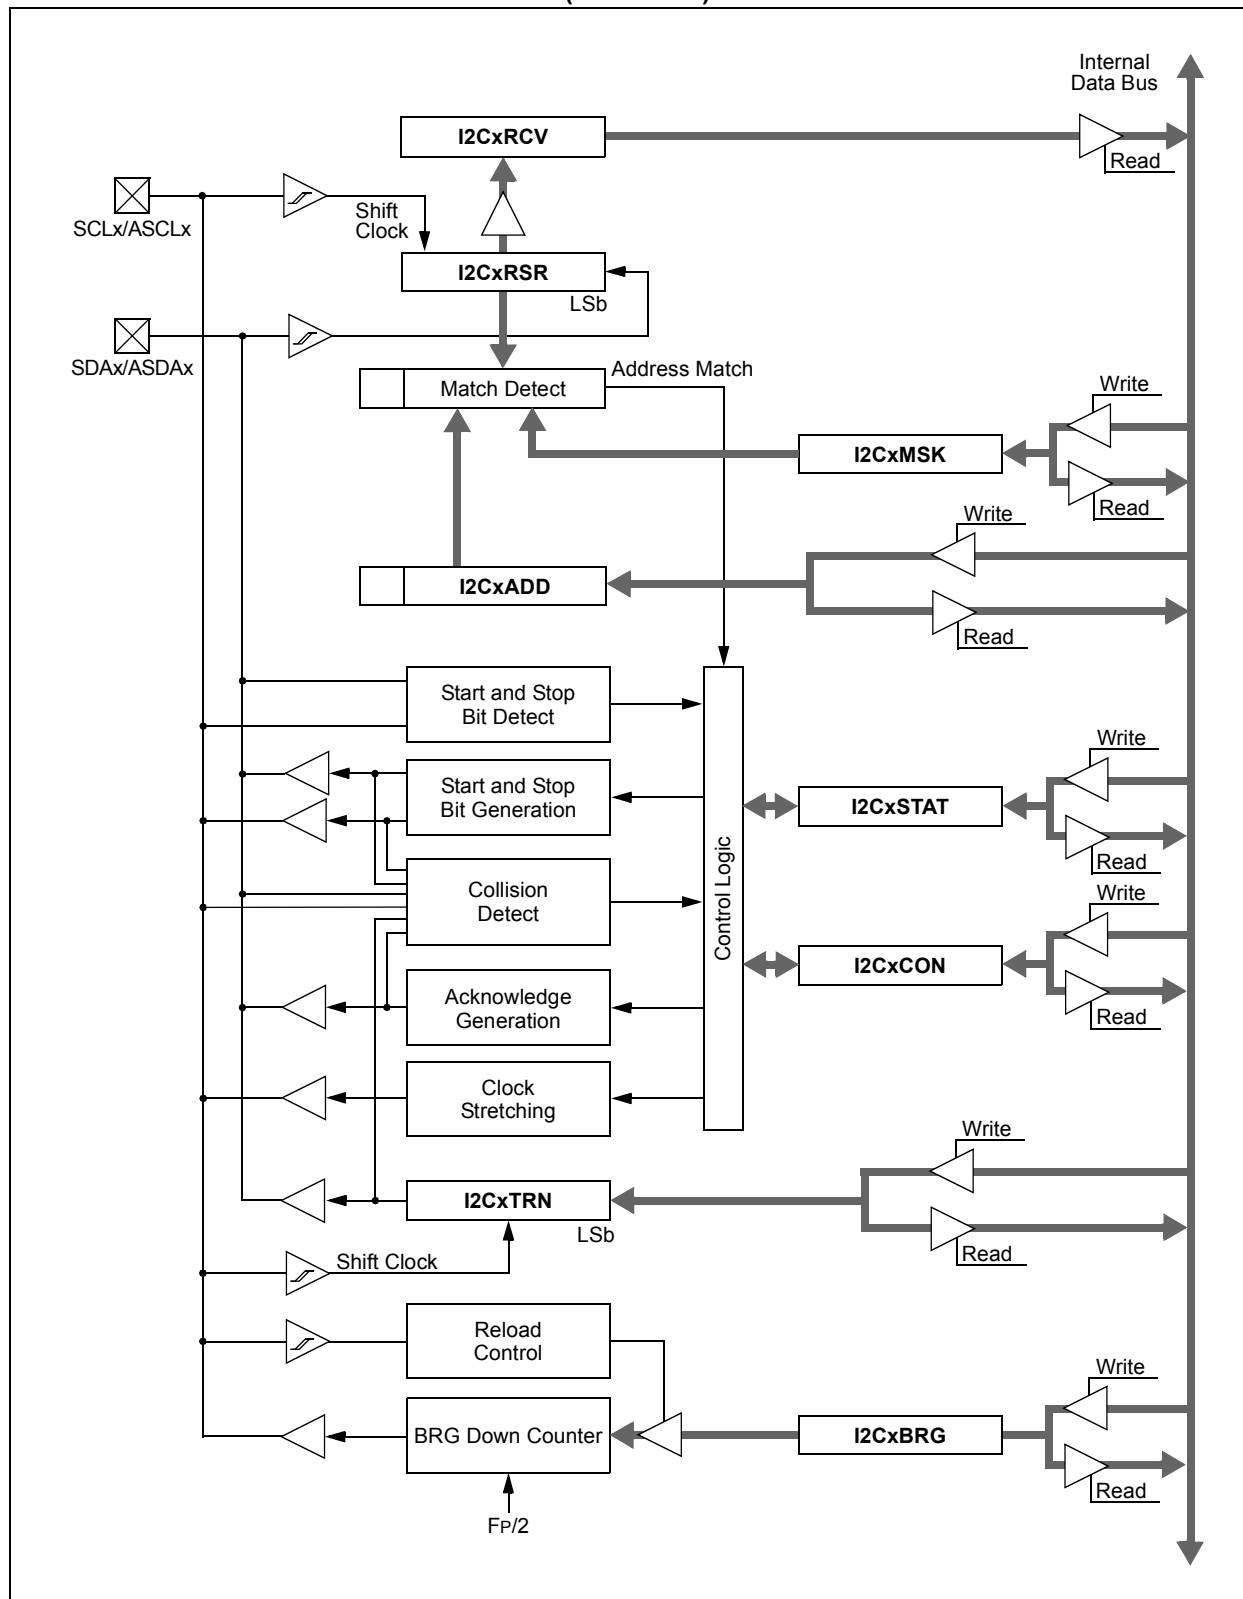 Internal
Data Bus
I2CxRCV
Read
SCLx/ASCLx
Shift
Clock
I2CxRSR
LSb
SDAx/ASDAx
Address Match
Match Detect
Write
I2CxMSK
Read
Write
I2CxADD
Read
Start and Stop
Bit Detect
Start and Stop
Bit Generation
Write
I2CxSTAT
Read
Control Logic
Collision
Detect
Write
I2CxCON
Read
Acknowledge
Generation
Clock
Stretching
Write
I2CxTRN
LSb
Read
Shift Clock
Reload
Control
Write
BRG Down Counter
I2CxBRG
Read
FP/2